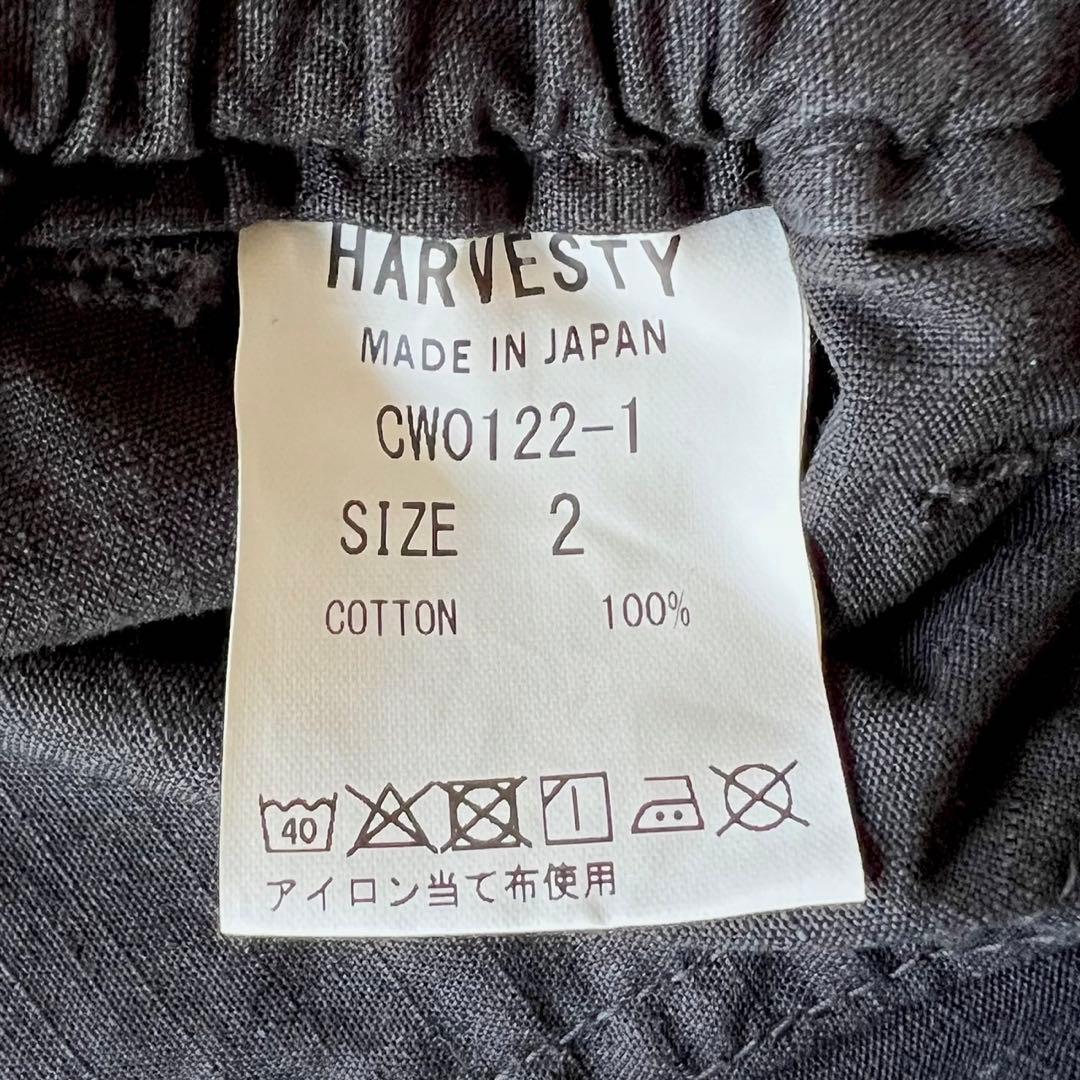 HARVESTY
MADE IN JAPAN
CW0122-1
SIZE 2
COTTON 100%
40
アイロン当て布使用